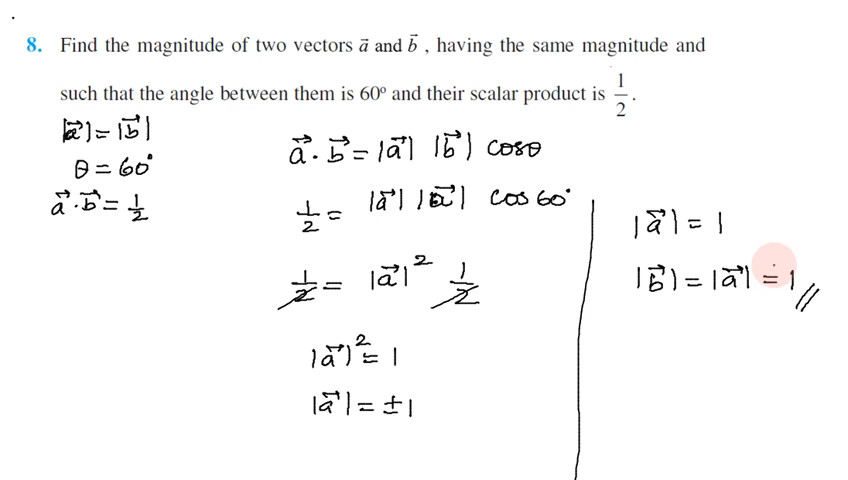 8. Find the magnitude of two vectors a⃗ and b⃗ , having the same magnitude and
such that the angle between them is 60° and their scalar product is 1/2 .
|a⃗| = |b⃗|
θ = 60°
a⃗ · b⃗ = 1/2
a⃗ · b⃗ = |a⃗| |b⃗| cosθ
1/2 = |a⃗| |a⃗| cos 60°
1/2 = |a⃗|² 1/2
|a⃗|² = 1
|a⃗| = ±1
|a⃗| = 1
|b⃗| = |a⃗| = 1 //